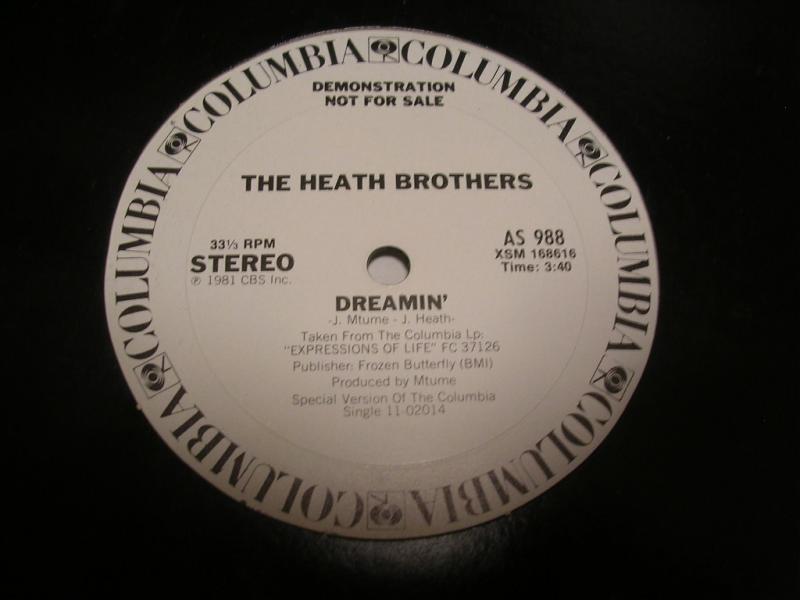 COLUMBIA COLUMBIA COLUMBIA COLUMBIA COLUMBIA COLUMBIA COLUMBIA COLUMBIA
DEMONSTRATION
NOT FOR SALE
THE HEATH BROTHERS
33⅓ RPM
STEREO
℗ 1981 CBS Inc.
AS 988
XSM 168616
Time: 3:40
DREAMIN'
-J. Mtume - J. Heath-
Taken From The Columbia Lp:
"EXPRESSIONS OF LIFE" FC 37126
Publisher: Frozen Butterfly (BMI)
Produced by Mtume
Special Version Of The Columbia
Single 11-02014